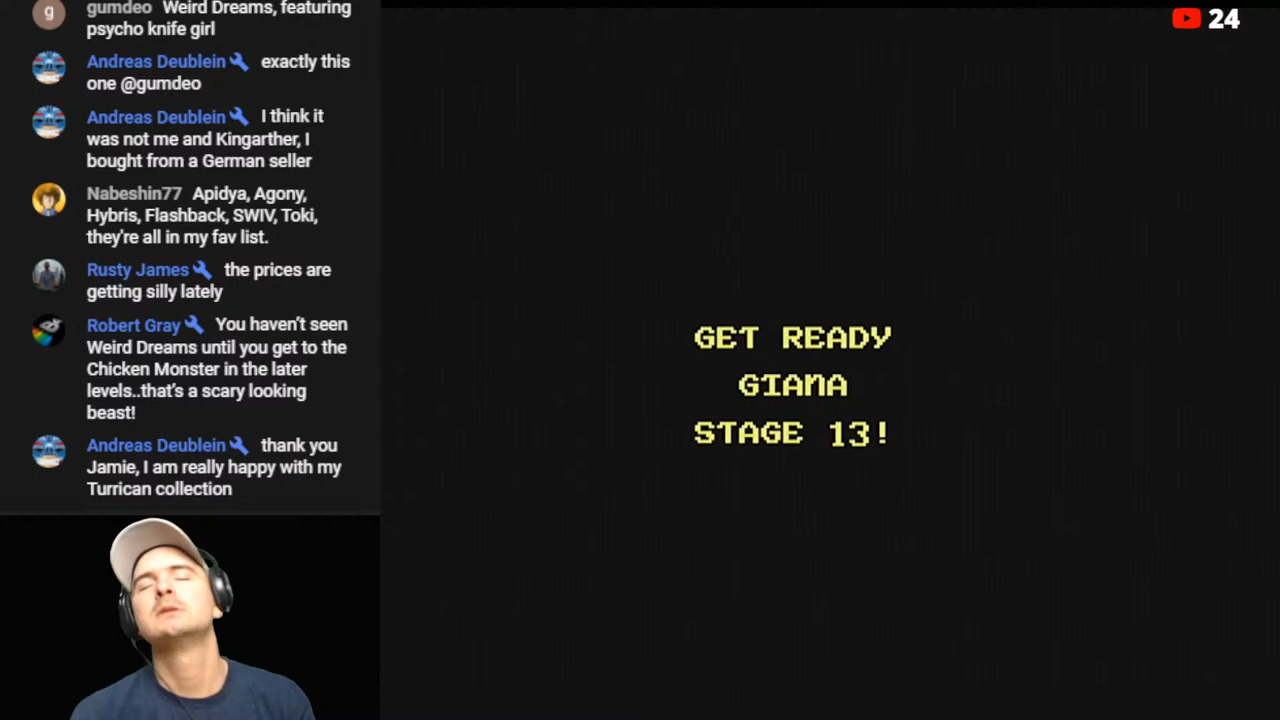 gumdeo Weird Dreams, featuring
psycho knife girl
Andreas Deublein exactly this
one @gumdeo
Andreas Deublein I think it
was not me and Kingarther, I
bought from a German seller
Nabeshin77 Apidya, Agony,
Hybris, Flashback, SWIV, Toki,
they're all in my fav list.
Rusty James the prices are
getting silly lately
Robert Gray You haven't seen
Weird Dreams until you get to the
Chicken Monster in the later
levels..that's a scary looking
beast!
Andreas Deublein thank you
Jamie, I am really happy with my
Turrican collection
g
24
GET READY
GIANA
STAGE 13!